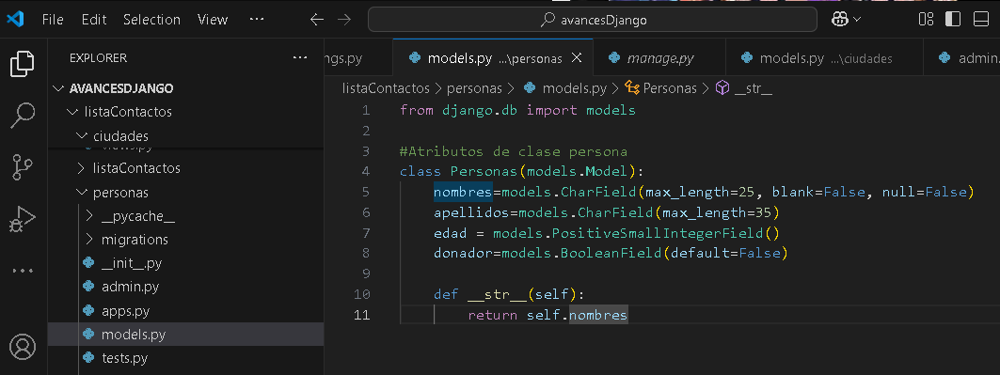 File Edit Selection View ··· avancesDjango
EXPLORER ···
AVANCESDJANGO
listaContactos
ciudades
views.py
listaContactos
personas
__pycache__
migrations
__init__.py
admin.py
apps.py
models.py
tests.py
ngs.py models.py ...\personas manage.py models.py ...\ciudades admin.
listaContactos > personas > models.py > Personas > __str__
1 from django.db import models
2
3 #Atributos de clase persona
4 class Personas(models.Model):
5 nombres=models.CharField(max_length=25, blank=False, null=False)
6 apellidos=models.CharField(max_length=35)
7 edad = models.PositiveSmallIntegerField()
8 donador=models.BooleanField(default=False)
9
10 def __str__(self):
11 return self.nombres